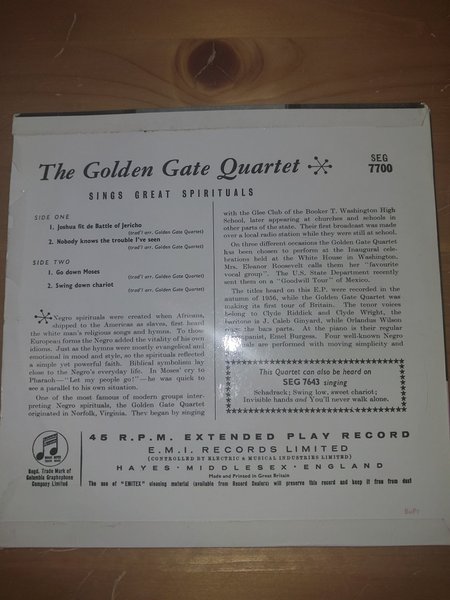 The Golden Gate Quartet
SEG
7700
SINGS GREAT SPIRITUALS
SIDE ONE
1. Joshua fit de Battle of Jericho
(trad'l arr. Golden Gate Quartet)
2. Nobody knows the trouble I've seen
(trad'l arr. Golden Gate Quartet)
SIDE TWO
1. Go down Moses
(trad'l arr. Golden Gate Quartet)
2. Swing down chariot
(trad'l arr. Golden Gate Quartet)
Negro spirituals were created when Africans,
shipped to the Americas as slaves, first heard
the white man's religious songs and hymns. To those
European forms the Negro added the vitality of his own
idioms. Just as the hymns were mostly evangelical and
emotional in mood and style, so the spirituals reflected
a simple yet powerful faith. Biblical symbolism lay
close to the Negro's everyday life. In Moses' cry to
Pharaoh—"Let my people go!"—he was quick to
see a parallel to his own situation.
One of the most famous of modern groups inter-
preting Negro spirituals, the Golden Gate Quartet
originated in Norfolk, Virginia. They began by singing
with the Glee Club of the Booker T. Washington High
School, later appearing at churches and schools in
other parts of the state. Their first broadcast was made
over a local radio station while they were still at school.
On three different occasions the Golden Gate Quartet
has been chosen to perform at the Inaugural cele-
brations held at the White House in Washington.
Mrs. Eleanor Roosevelt calls them her "favourite
vocal group". The U.S. State Department recently
sent them on a "Goodwill Tour" of Mexico.
The titles heard on this E.P. were recorded in the
autumn of 1956, while the Golden Gate Quartet was
making its first tour of Britain. The tenor voices
belong to Clyde Riddick and Clyde Wright, the
baritone is J. Caleb Ginyard, while Orlandus Wilson
the bass parts. At the piano is their regular
Emel Burgess. Four well-known Negro
are performed with moving simplicity and
This Quartet can also be heard on
SEG 7643 singing
Schadrack; Swing low, sweet chariot;
Invisible hands and You'll never walk alone.
Regd. Trade Mark of
Columbia Graphophone
Company Limited
45 R.P.M. EXTENDED PLAY RECORD
E.M.I. RECORDS LIMITED
(CONTROLLED BY ELECTRIC & MUSICAL INDUSTRIES LIMITED)
HAYES · MIDDLESEX · ENGLAND
Made and Printed in Great Britain
The use of "EMITEX" cleaning material (available from Record Dealers) will preserve this record and keep it free from dust